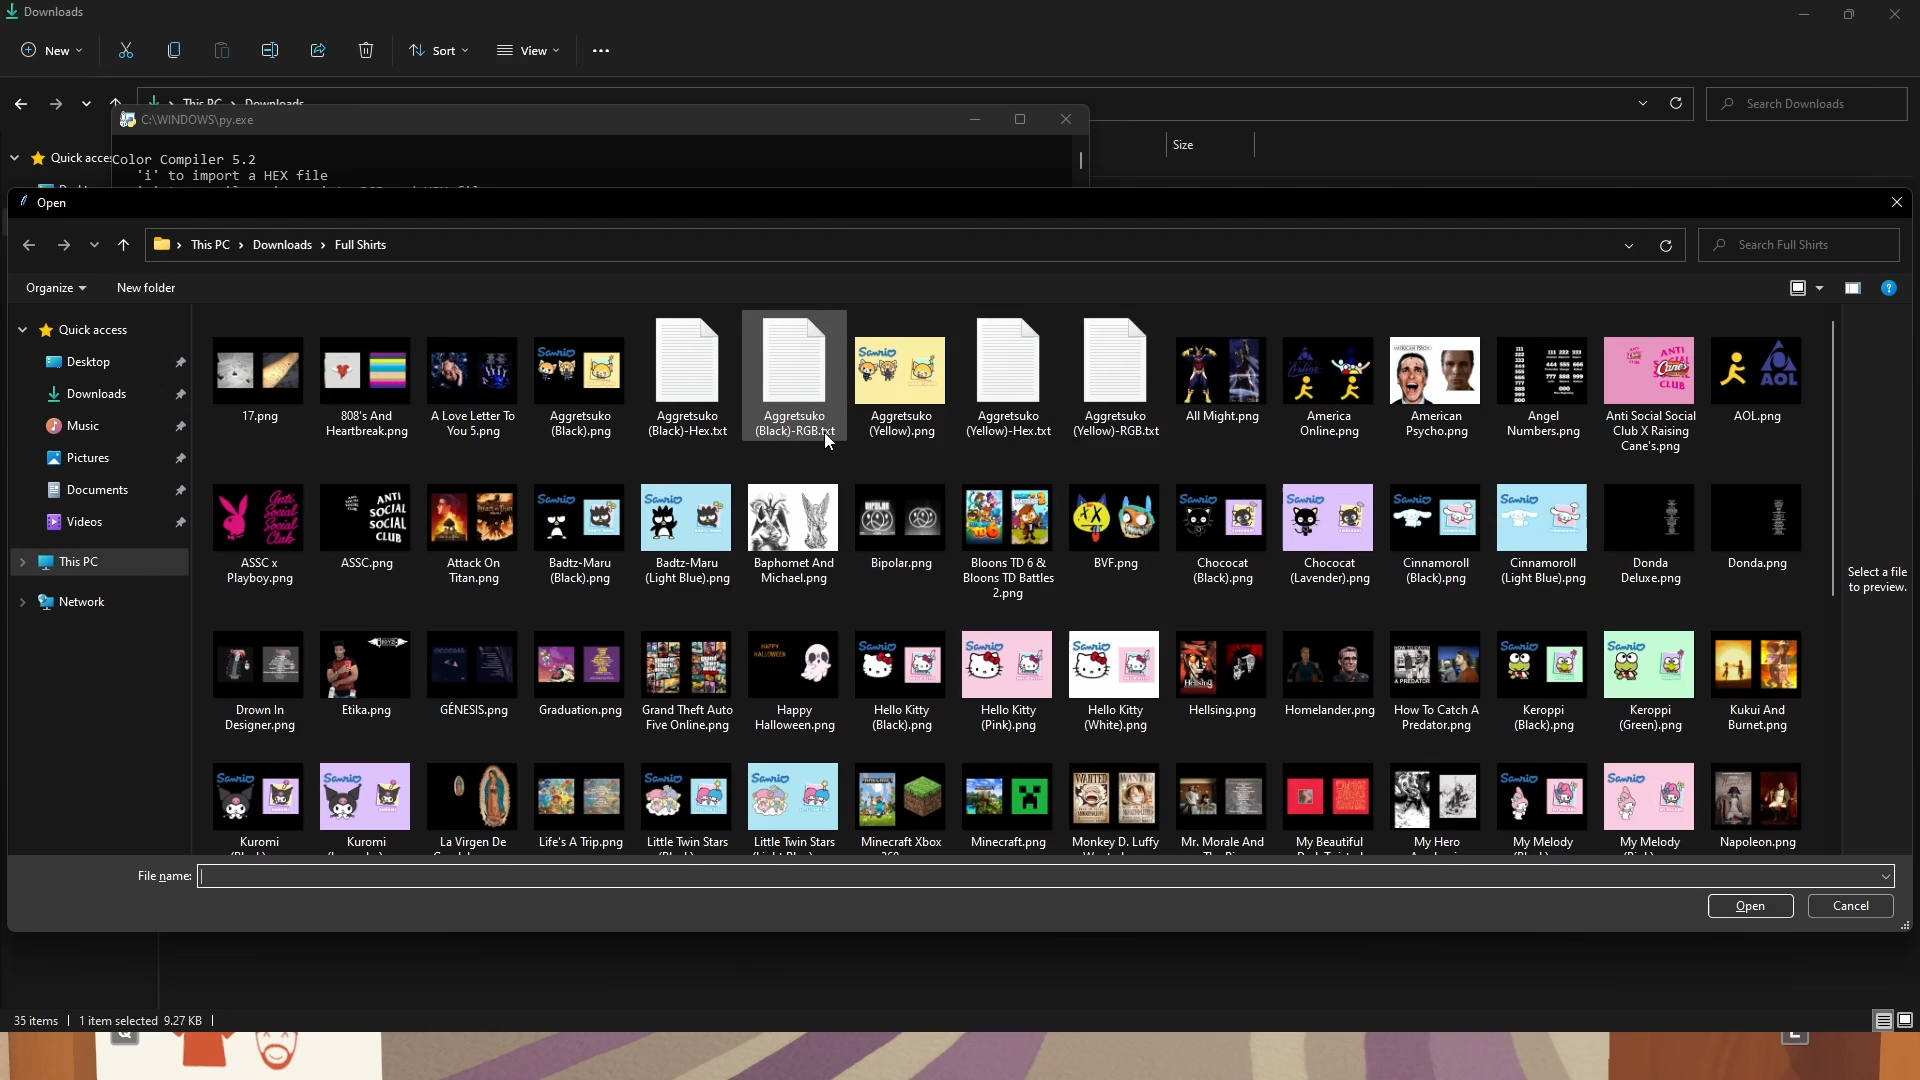 Downloads
New
Sort
View
This PC > Downloads
Search Downloads
C:\WINDOWS\py.exe
Size
Quick acces
Color Compiler 5.2
'i' to import a HEX file
Open
This PC > Downloads > Full Shirts
Search Full Shirts
Organize
New folder
Quick access
Desktop
Downloads
Music
Pictures
Documents
Videos
This PC
Network
17.png
808's And
Heartbreak.png
A Love Letter To
You 5.png
Aggretsuko
(Black).png
Aggretsuko
(Black)-Hex.txt
Aggretsuko
(Black)-RGB.txt
Aggretsuko
(Yellow).png
Aggretsuko
(Yellow)-Hex.txt
Aggretsuko
(Yellow)-RGB.txt
All Might.png
America
Online.png
American
Psycho.png
Angel
Numbers.png
Anti Social Social
Club X Raising
Cane's.png
AOL.png
ASSC x
Playboy.png
ASSC.png
Attack On
Titan.png
Badtz-Maru
(Black).png
Badtz-Maru
(Light Blue).png
Baphomet And
Michael.png
Bipolar.png
Bloons TD 6 &
Bloons TD Battles
2.png
BVF.png
Chococat
(Black).png
Chococat
(Lavender).png
Cinnamoroll
(Black).png
Cinnamoroll
(Light Blue).png
Donda
Deluxe.png
Donda.png
Select a file
to preview.
Drown In
Designer.png
Etika.png
GÉNESIS.png
Graduation.png
Grand Theft Auto
Five Online.png
Happy
Halloween.png
Hello Kitty
(Black).png
Hello Kitty
(Pink).png
Hello Kitty
(White).png
Hellsing.png
Homelander.png
How To Catch A
Predator.png
Keroppi
(Black).png
Keroppi
(Green).png
Kukui And
Burnet.png
Kuromi
Kuromi
La Virgen De
Life's A Trip.png
Little Twin Stars
Little Twin Stars
Minecraft Xbox
Minecraft.png
Monkey D. Luffy
Mr. Morale And
My Beautiful
My Hero
My Melody
My Melody
Napoleon.png
File name:
Open
Cancel
35 items
1 item selected 9.27 KB